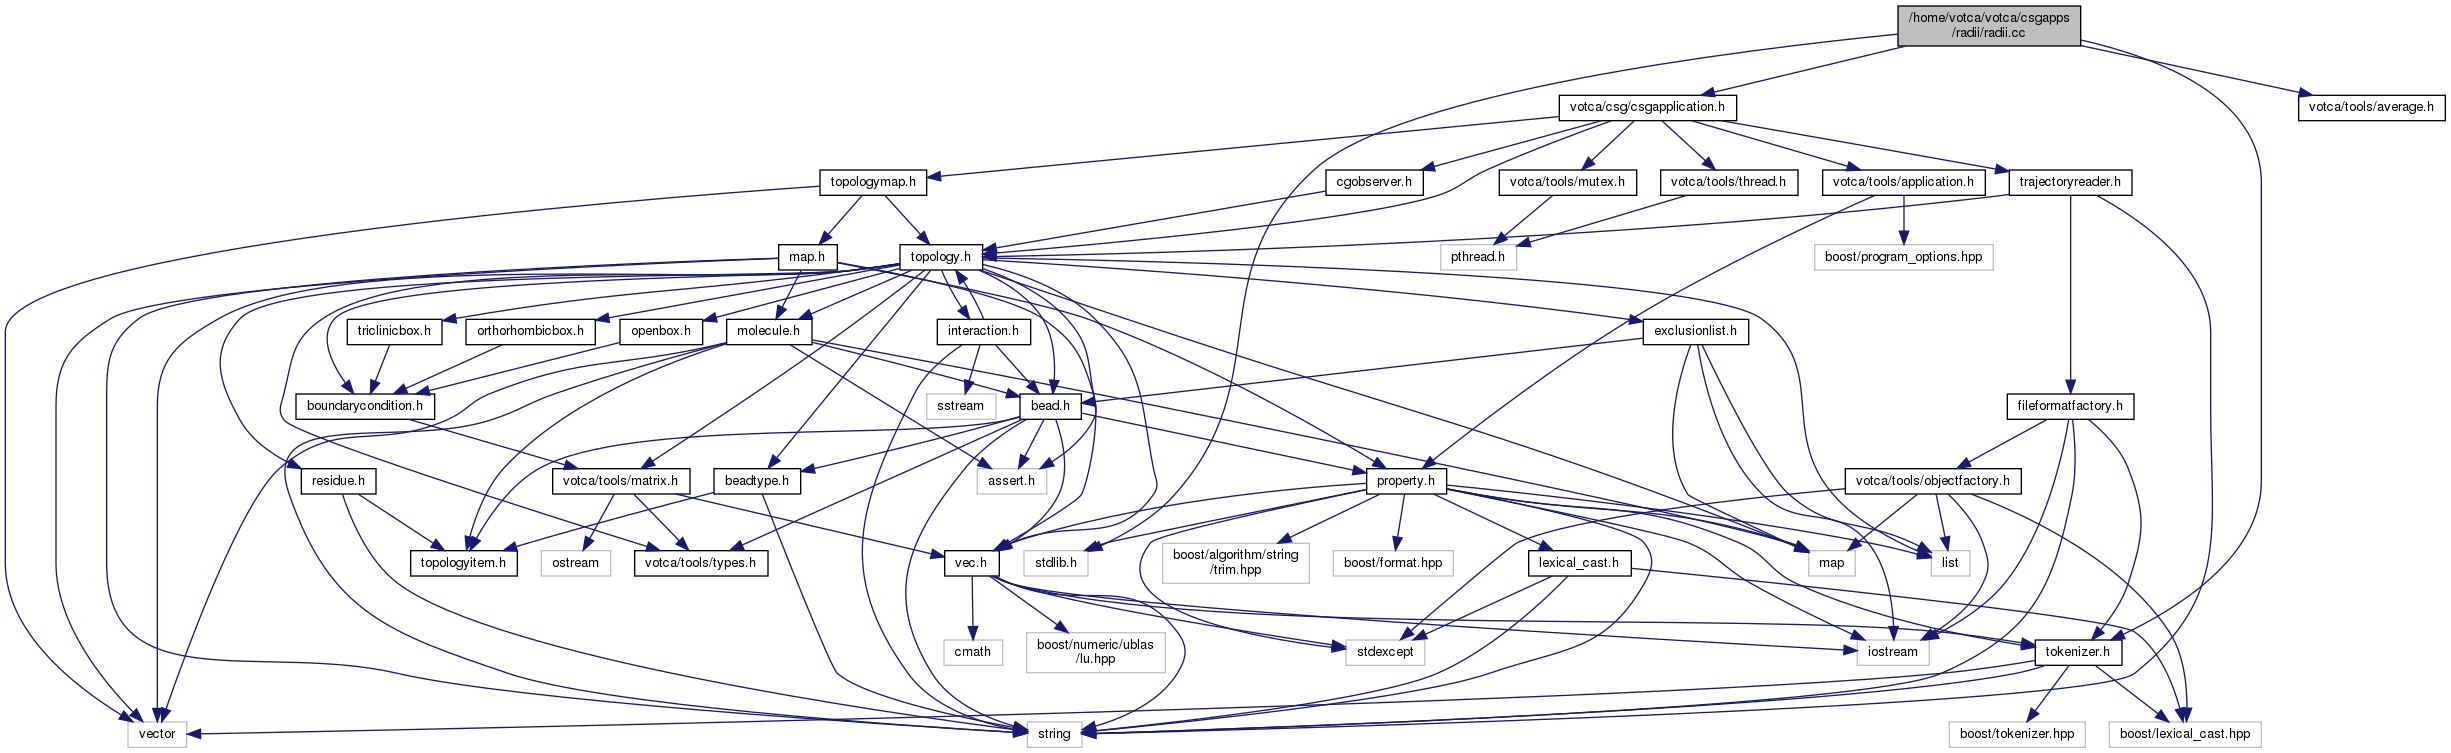 /home/votca/votca/csgapps
/radii/radii.cc
votca/csg/csgapplication.h
votca/tools/average.h
topologymap.h
cgobserver.h
votca/tools/mutex.h
votca/tools/thread.h
votca/tools/application.h
trajectoryreader.h
map.h
topology.h
pthread.h
boost/program_options.hpp
triclinicbox.h
orthorhombicbox.h
openbox.h
molecule.h
interaction.h
exclusionlist.h
boundarycondition.h
sstream
bead.h
fileformatfactory.h
residue.h
votca/tools/matrix.h
beadtype.h
assert.h
property.h
votca/tools/objectfactory.h
topologyitem.h
ostream
votca/tools/types.h
vec.h
stdlib.h
boost/algorithm/string
/trim.hpp
boost/format.hpp
lexical_cast.h
map
list
cmath
boost/numeric/ublas
/lu.hpp
stdexcept
iostream
tokenizer.h
vector
string
boost/tokenizer.hpp
boost/lexical_cast.hpp